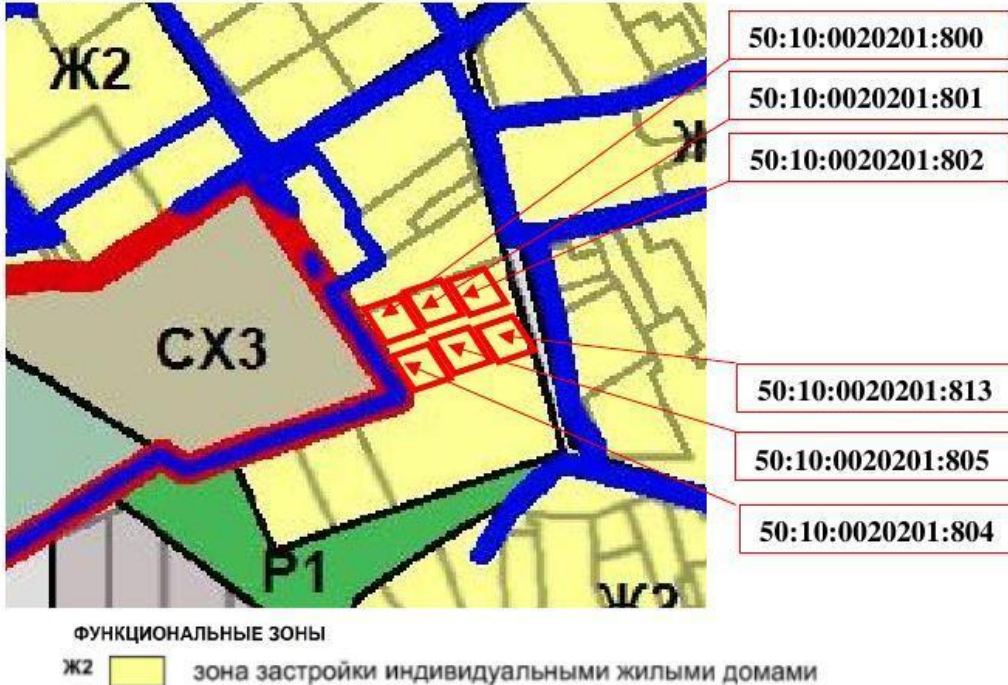 Ж2
50:10:0020201:800
50:10:0020201:801
50:10:0020201:802
Ж
СХ3
50:10:0020201:813
50:10:0020201:805
50:10:0020201:804
Р1
Ж2
ФУНКЦИОНАЛЬНЫЕ ЗОНЫ
Ж2 зона застройки индивидуальными жилыми домами